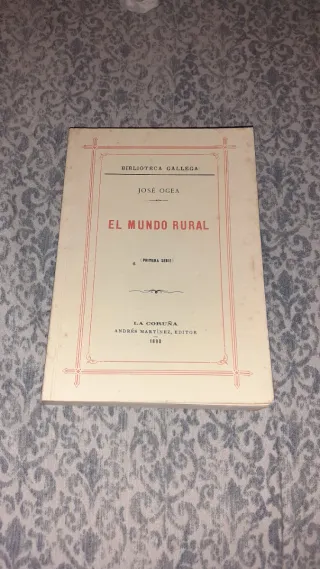 BIBLIOTECA GALLEGA
JOSÉ OGEA
EL MUNDO RURAL
(PRIMERA SERIE)
LA CORUÑA
ANDRÉS MARTÍNEZ, EDITOR